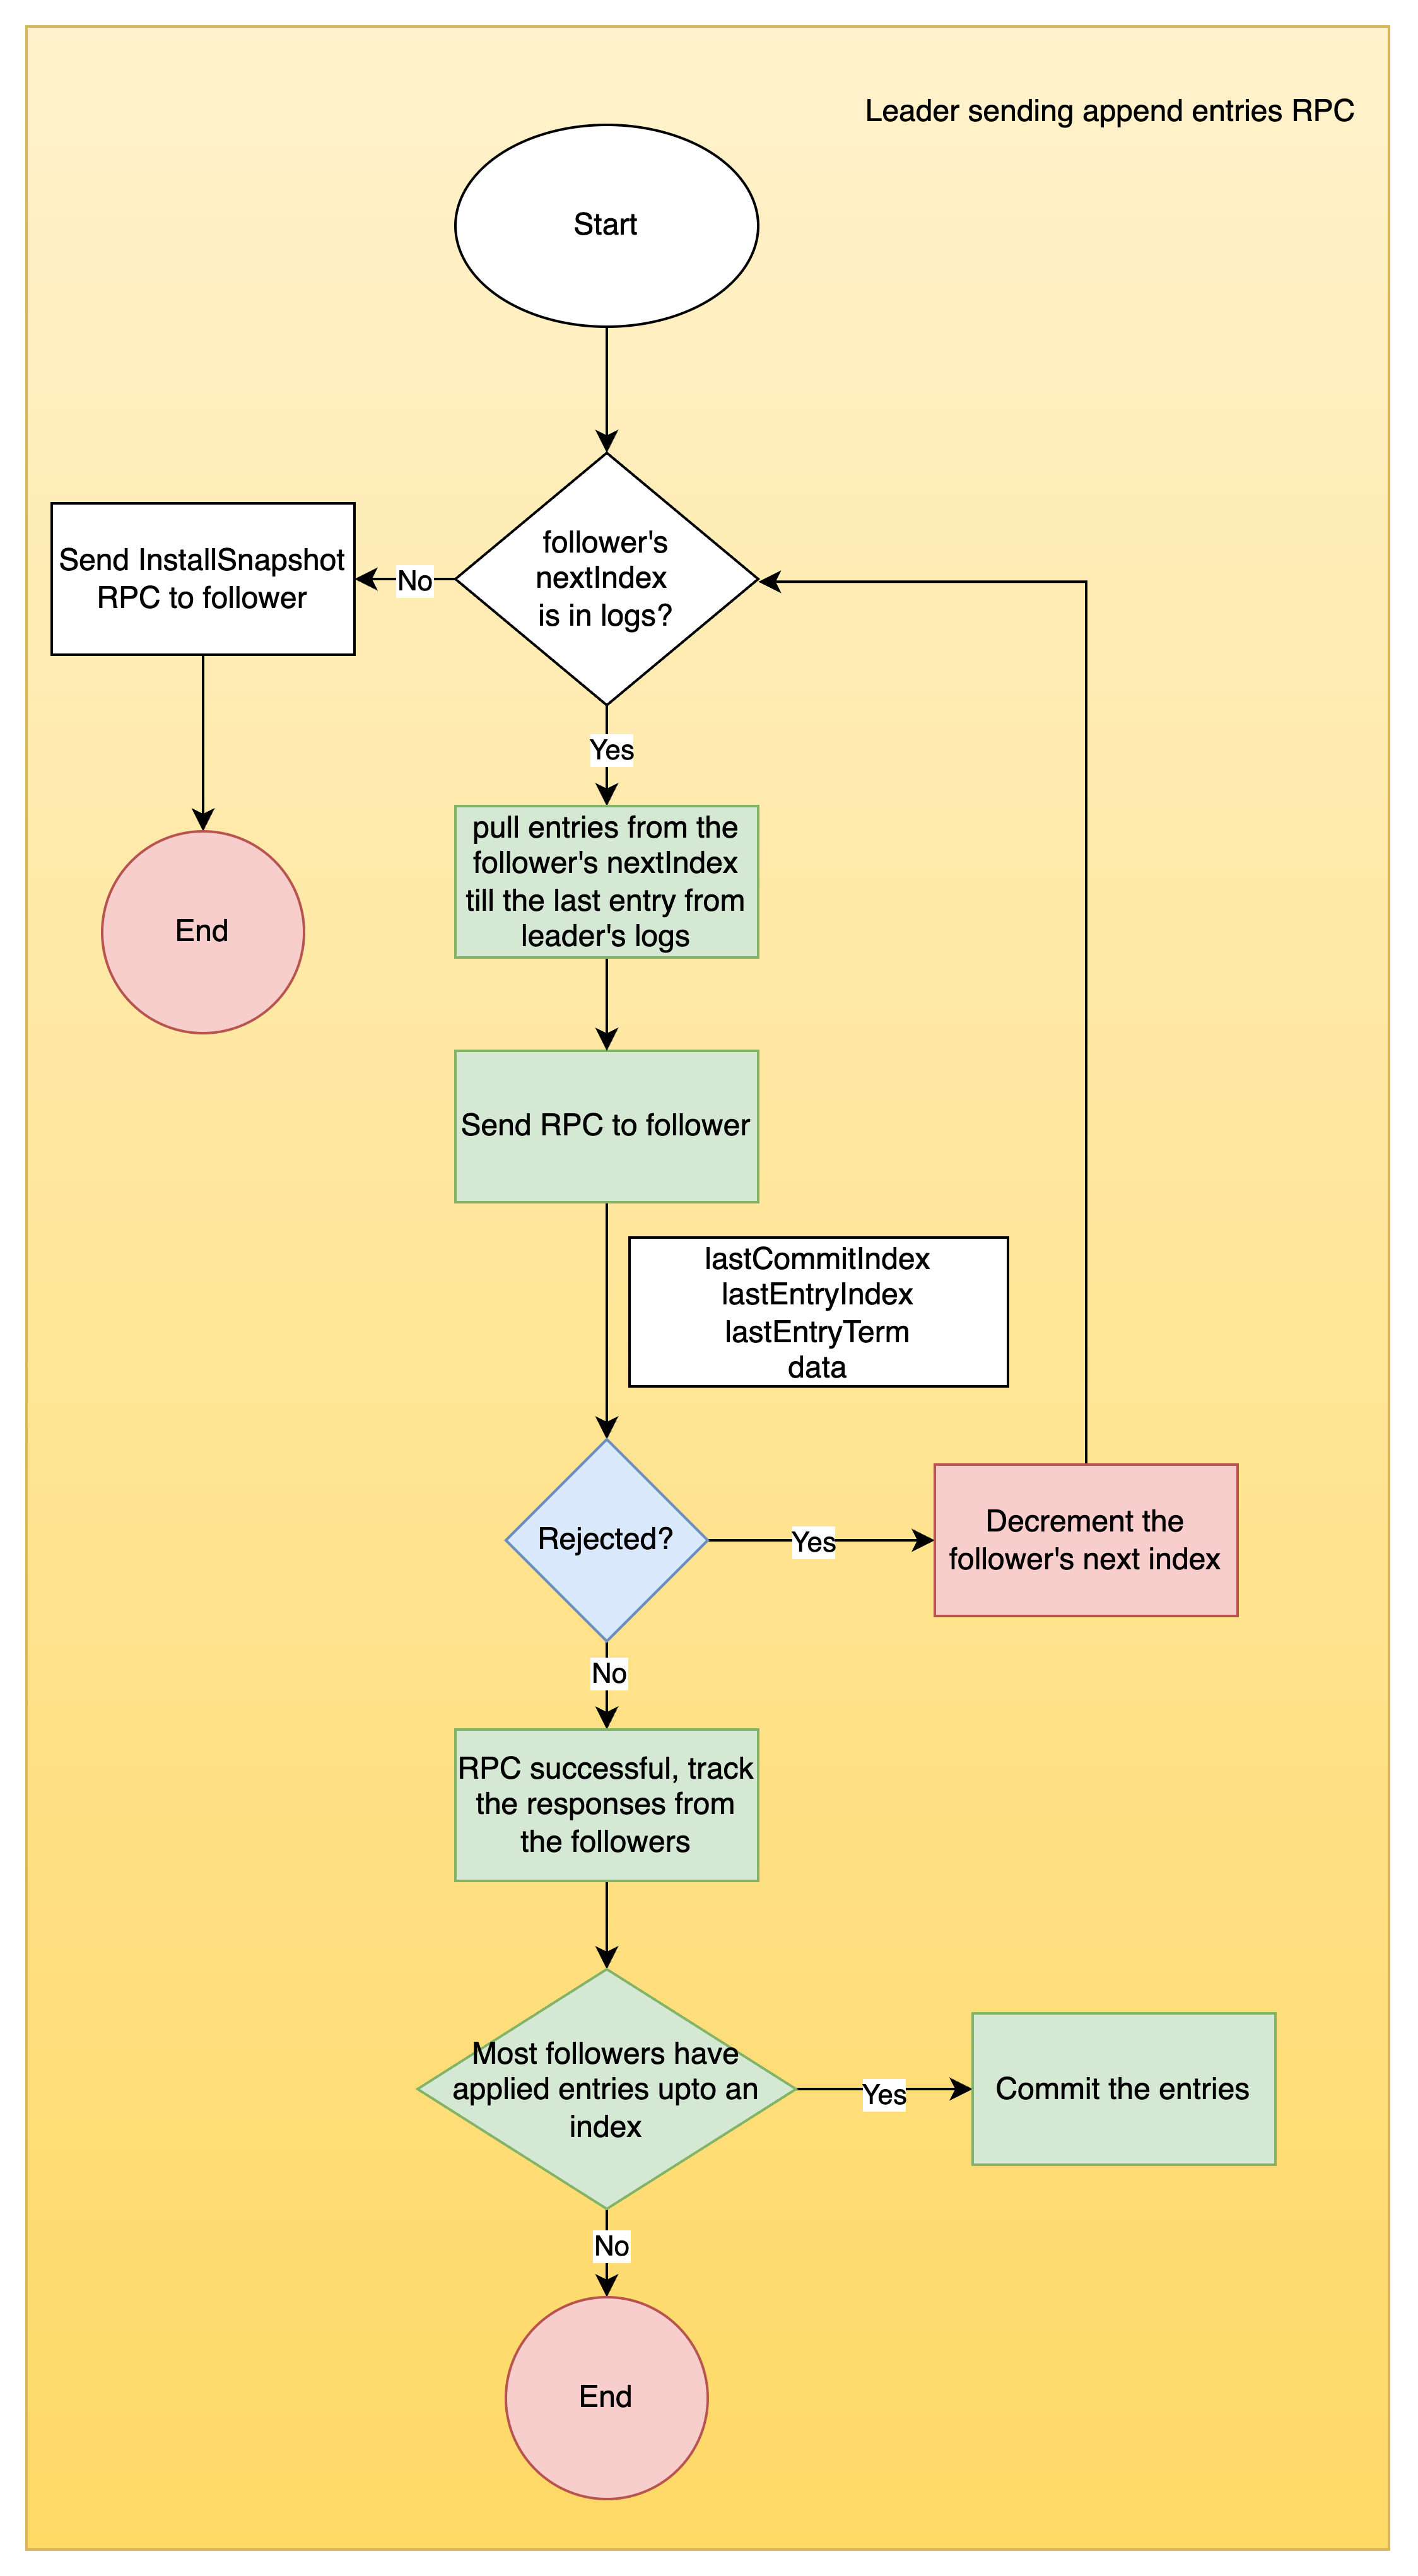 Leader sending append entries RPC
Start
follower's
nextIndex
is in logs?
No
Send InstallSnapshot
RPC to follower
End
Yes
pull entries from the
follower's nextIndex
till the last entry from
leader's logs
Send RPC to follower
lastCommitIndex
lastEntryIndex
lastEntryTerm
data
Rejected?
Yes
Decrement the
follower's next index
No
RPC successful, track
the responses from
the followers
Most followers have
applied entries upto an
index
Yes
Commit the entries
No
End